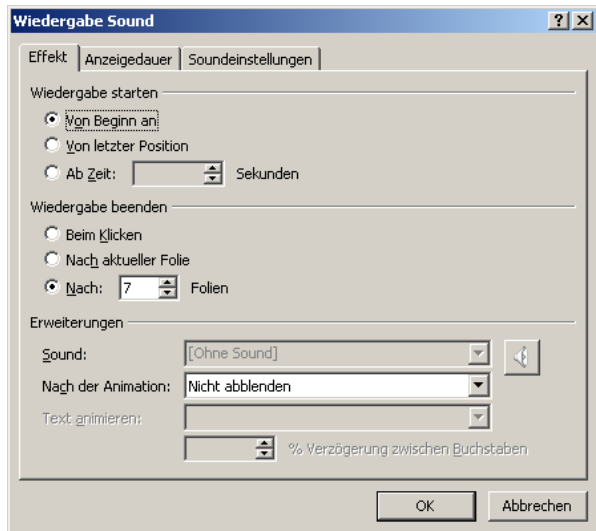 Wiedergabe Sound
Effekt Anzeigedauer Soundeinstellungen
Wiedergabe starten
Von Beginn an
Von letzter Position
Ab Zeit: Sekunden
Wiedergabe beenden
Beim Klicken
Nach aktueller Folie
Nach: 7 Folien
Erweiterungen
Sound: [Ohne Sound]
Nach der Animation: Nicht abblenden
Text animieren:
% Verzögerung zwischen Buchstaben
OK Abbrechen